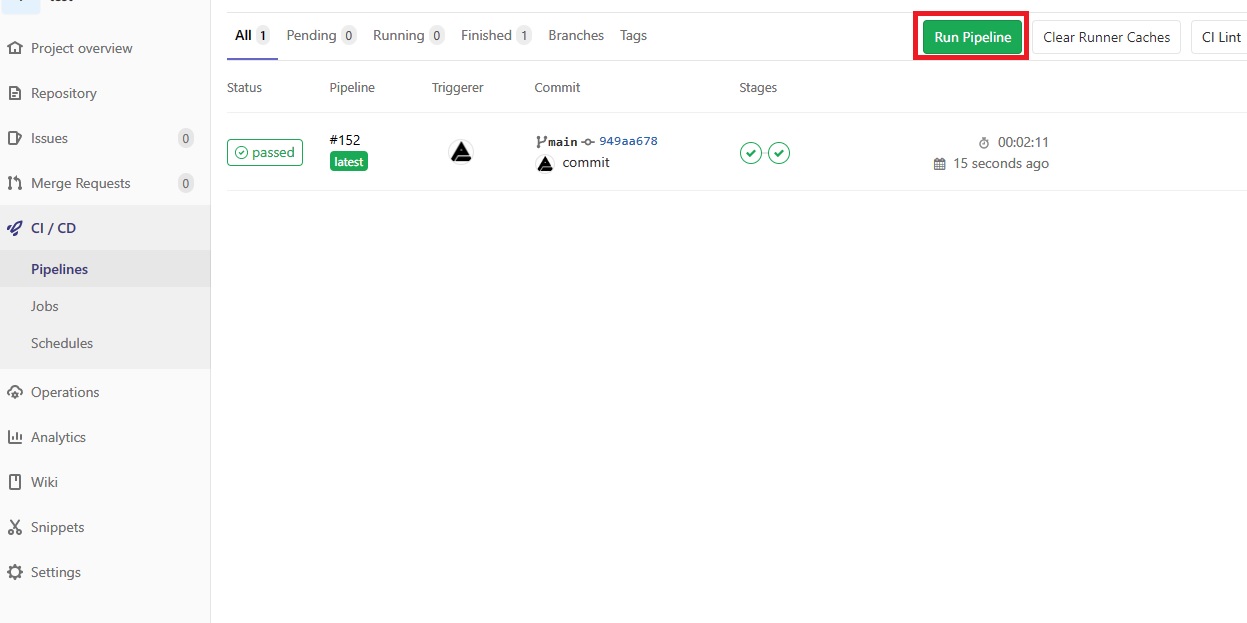 Project overview
Repository
Issues 0
Merge Requests 0
CI / CD
Pipelines
Jobs
Schedules
Operations
Analytics
Wiki
Snippets
Settings
All 1 Pending 0 Running 0 Finished 1 Branches Tags
Run Pipeline Clear Runner Caches CI Lint
Status Pipeline Triggerer Commit Stages
passed
#152
latest
main 949aa678
commit
00:02:11
15 seconds ago